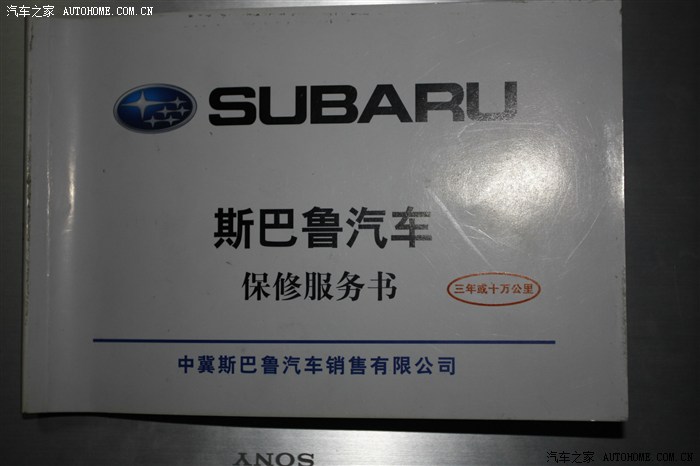 汽车之家 AUTOHOME.COM.CN
SUBARU
斯巴鲁汽车
保修服务书
三年或十万公里
中冀斯巴鲁汽车销售有限公司
SONY
汽车之家 AUTOHOME.COM.CN